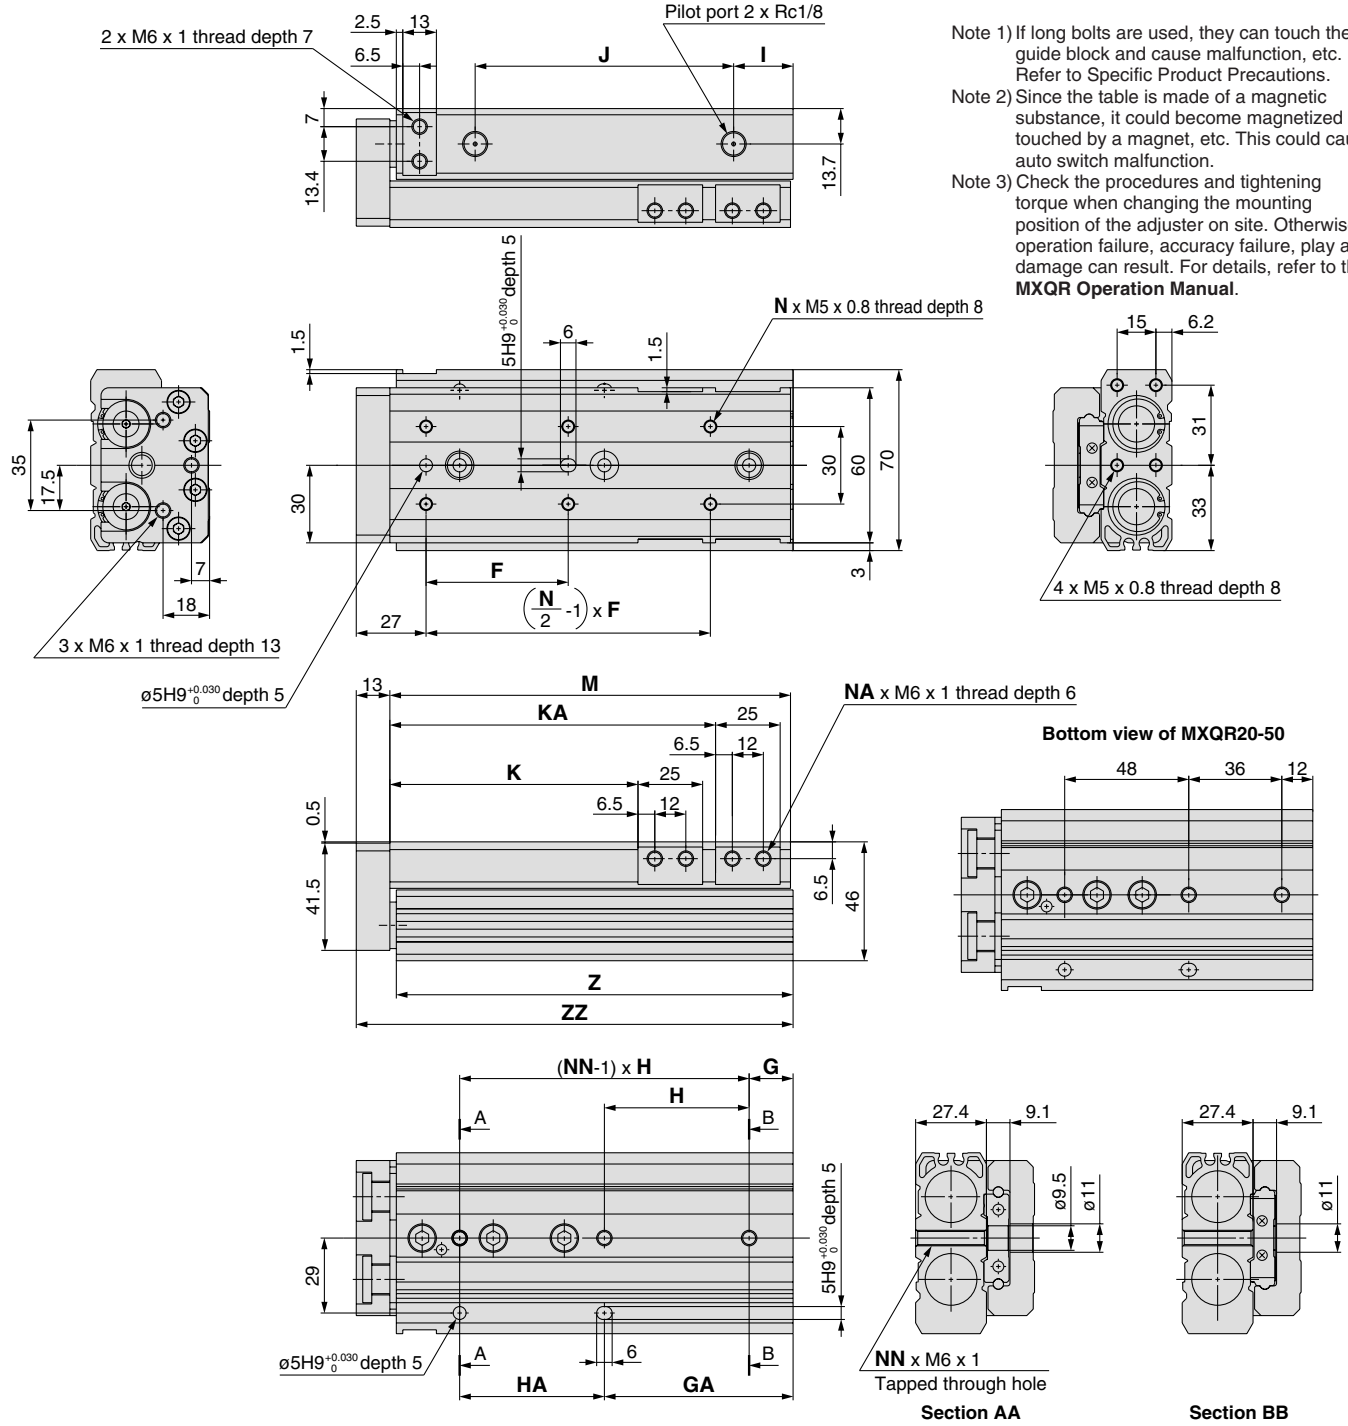 Pilot port 2 x Rc1/8
2.5
13
2 x M6 x 1 thread depth 7
6.5
J
I
7
13.4
13.7
Note 1) If long bolts are used, they can touch the
guide block and cause malfunction, etc.
Refer to Specific Product Precautions.
Note 2) Since the table is made of a magnetic
substance, it could become magnetized
touched by a magnet, etc. This could
auto switch malfunction.
Note 3) Check the procedures and tightening
torque when changing the mounting
position of the adjuster on site.
operation failure, accuracy failure, play
damage can result. For details, refer to
MXQR Operation Manual.
5H9 +0.030 0 depth 5
6
1.5
1.5
N x M5 x 0.8 thread depth 8
30
60
70
30
3
F
(N/2 -1) x F
27
ø5H9 +0.030 0 depth 5
35
17.5
7
18
3 x M6 x 1 thread depth 13
15
6.2
31
33
4 x M5 x 0.8 thread depth 8
13
M
KA
25
6.5
12
K
25
6.5
12
NA x M6 x 1 thread depth 6
0.5
41.5
6.5
46
Z
ZZ
Bottom view of MXQR20-50
48
36
12
(NN-1) x H
G
H
A
B
29
5H9 +0.030 0 depth 5
ø5H9 +0.030 0 depth 5
A
6
B
HA
GA
27.4
9.1
ø9.5
ø11
NN x M6 x 1
Tapped through hole
Section AA
27.4
9.1
ø11
Section BB